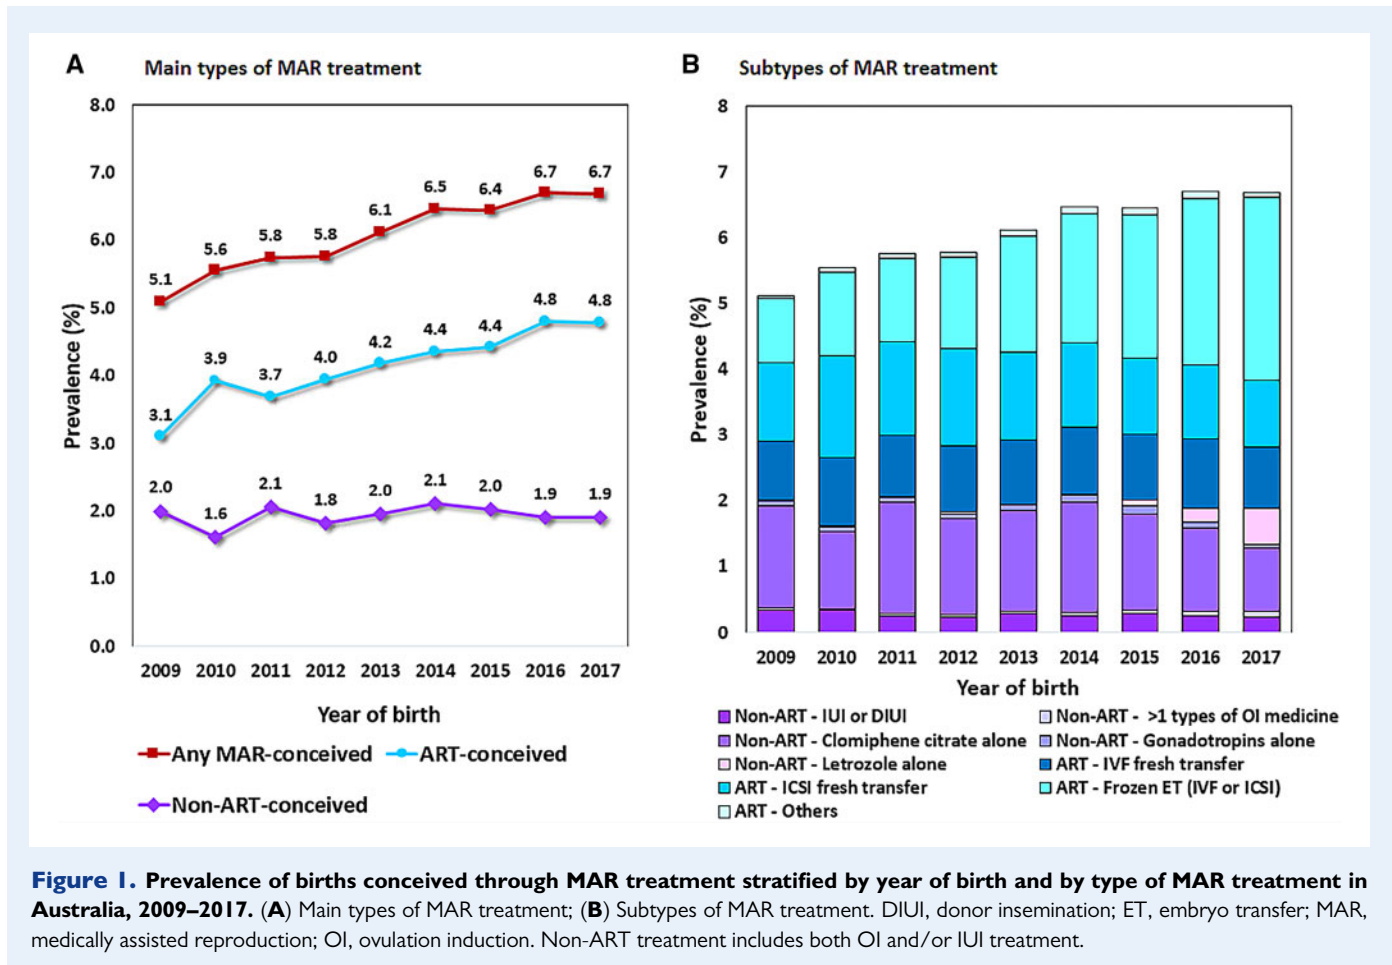 A Main types of MAR treatment
8.0
7.0
6.0
5.0
4.0
3.0
2.0
1.0
0.0
Prevalence (%)
5.1 5.6 5.8 5.8 6.1 6.5 6.4 6.7 6.7
3.1 3.9 3.7 4.0 4.2 4.4 4.4 4.8 4.8
2.0 1.6 2.1 1.8 2.0 2.1 2.0 1.9 1.9
2009 2010 2011 2012 2013 2014 2015 2016 2017
Year of birth
Any MAR-conceived ART-conceived
Non-ART-conceived
B Subtypes of MAR treatment
8
7
6
5
4
3
2
1
0
Prevalence (%)
2009 2010 2011 2012 2013 2014 2015 2016 2017
Year of birth
Non-ART - IUI or DIUI Non-ART - >1 types of OI medicine
Non-ART - Clomiphene citrate alone Non-ART - Gonadotropins alone
Non-ART - Letrozole alone ART - IVF fresh transfer
ART - ICSI fresh transfer ART - Frozen ET (IVF or ICSI)
ART - Others
Figure 1. Prevalence of births conceived through MAR treatment stratified by year of birth and by type of MAR treatment in
Australia, 2009–2017. (A) Main types of MAR treatment; (B) Subtypes of MAR treatment. DIUI, donor insemination; ET, embryo transfer; MAR,
medically assisted reproduction; OI, ovulation induction. Non-ART treatment includes both OI and/or IUI treatment.